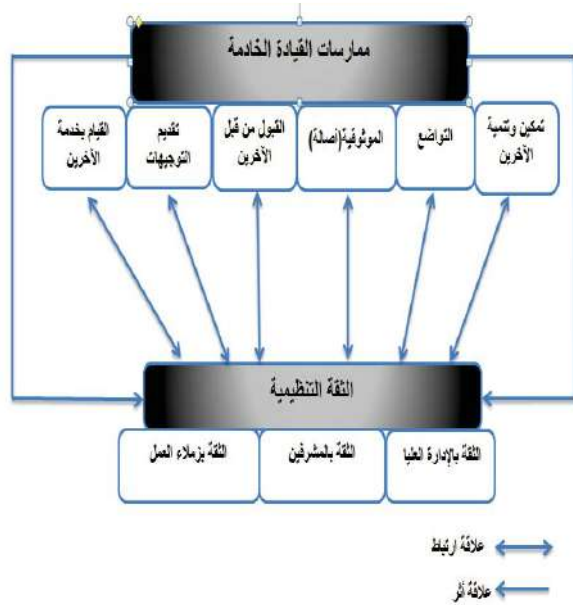 ممارسات القيادة الخادمة
تمكين وتنمية
الآخرين
التواضع
الموثوقية(أصالة)
القبول من قبل
الآخرين
تقديم
التوجيهات
القيام بخدمة
الآخرين
الثقة التنظيمية
الثقة بالإدارة العليا
الثقة بالمشرفين
الثقة بزملاء العمل
علاقة ارتباط
علاقة أثر